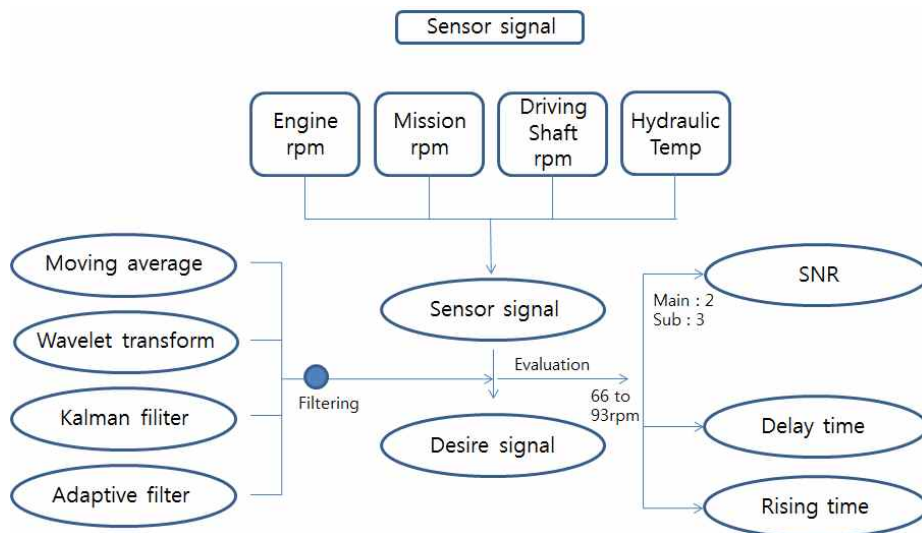 Sensor signal
Engine
rpm
Mission
rpm
Driving
Shaft
rpm
Hydraulic
Temp
Moving average
Wavelet transform
Kalman filiter
Adaptive filter
Filtering
Sensor signal
Evaluation
66 to
93rpm
Desire signal
Main : 2
Sub : 3
SNR
Delay time
Rising time